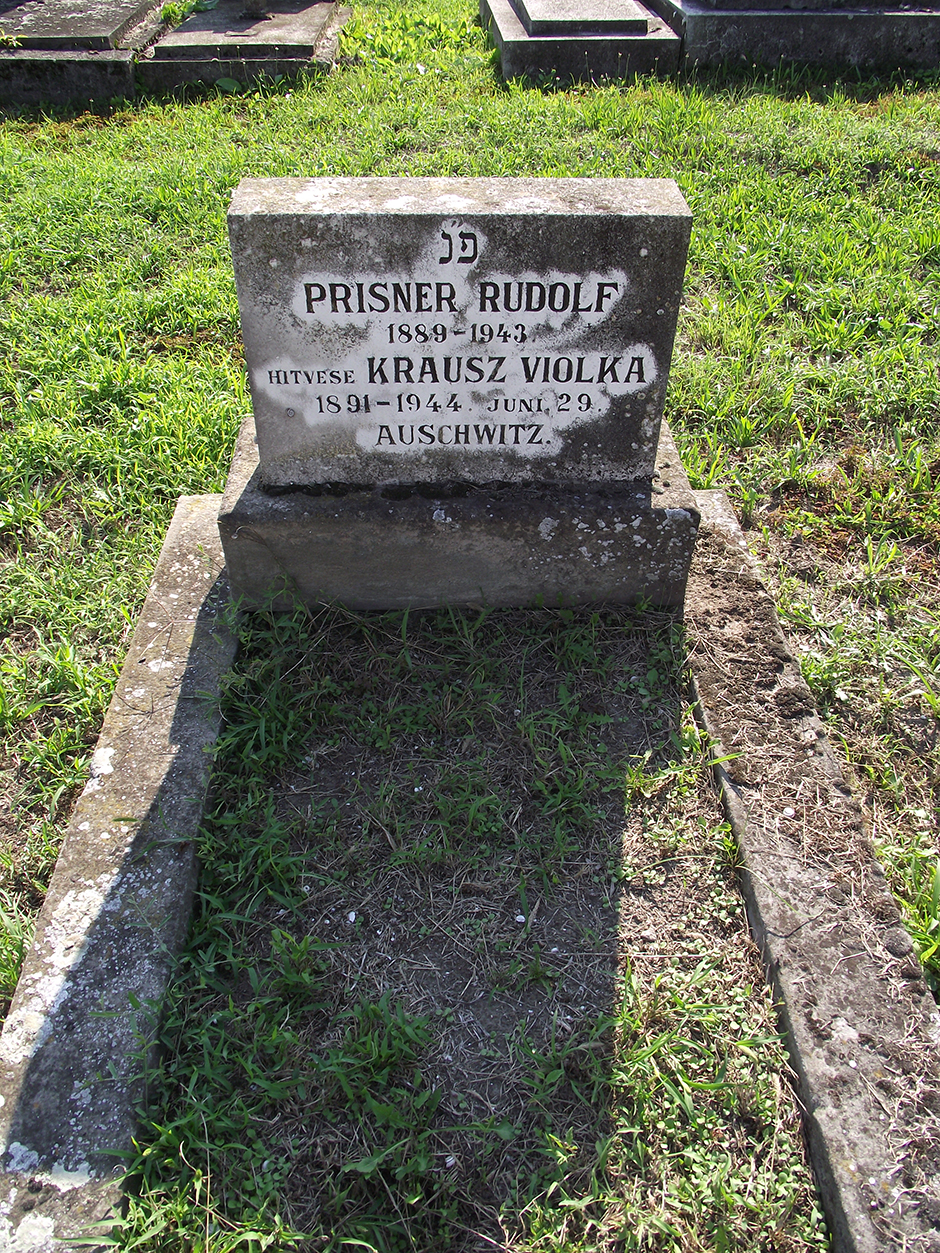 פנ
PRISNER RUDOLF
1889-1943.
HITVESE KRAUSZ VIOLKA
1891-1944. JUNI. 29.
AUSCHWITZ.